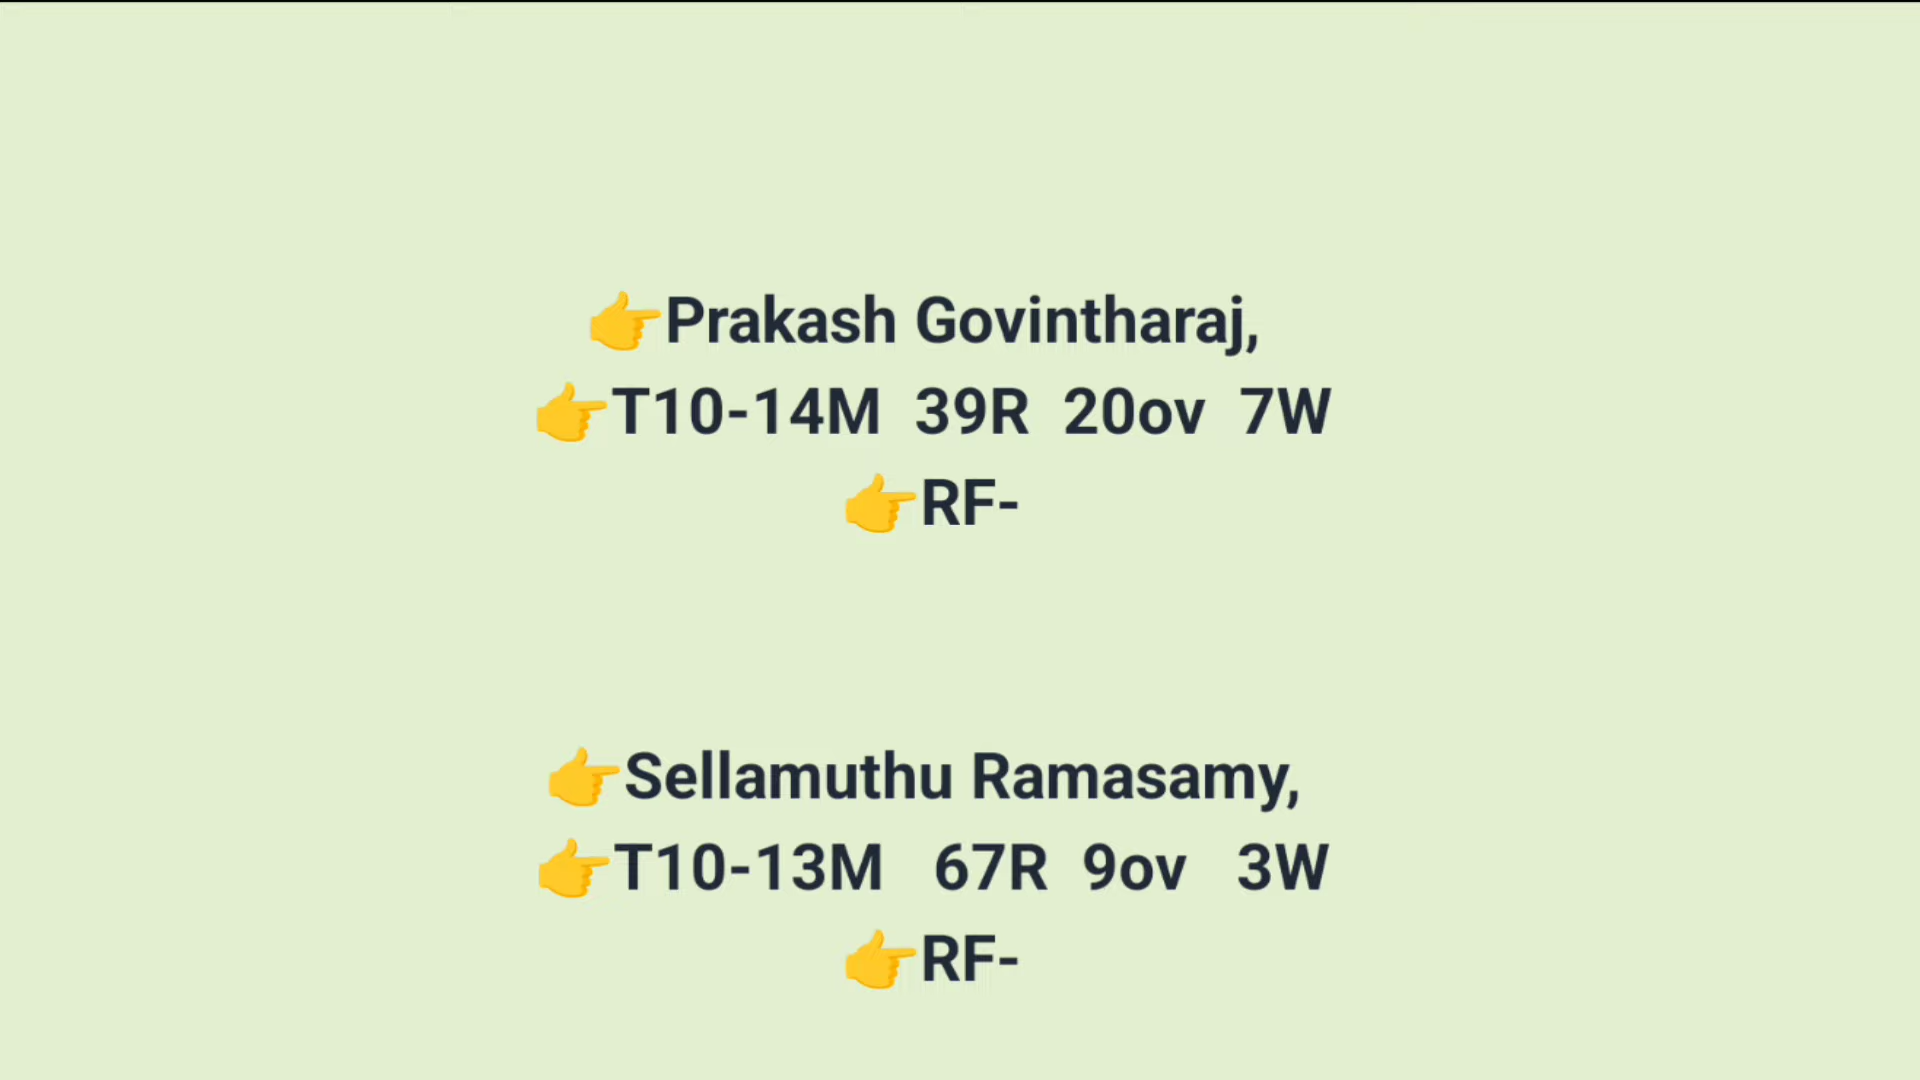 👉Prakash Govintharaj,
👉T10-14M 39R 20ov 7W
👉RF-
👉Sellamuthu Ramasamy,
👉T10-13M 67R 9ov 3W
👉RF-